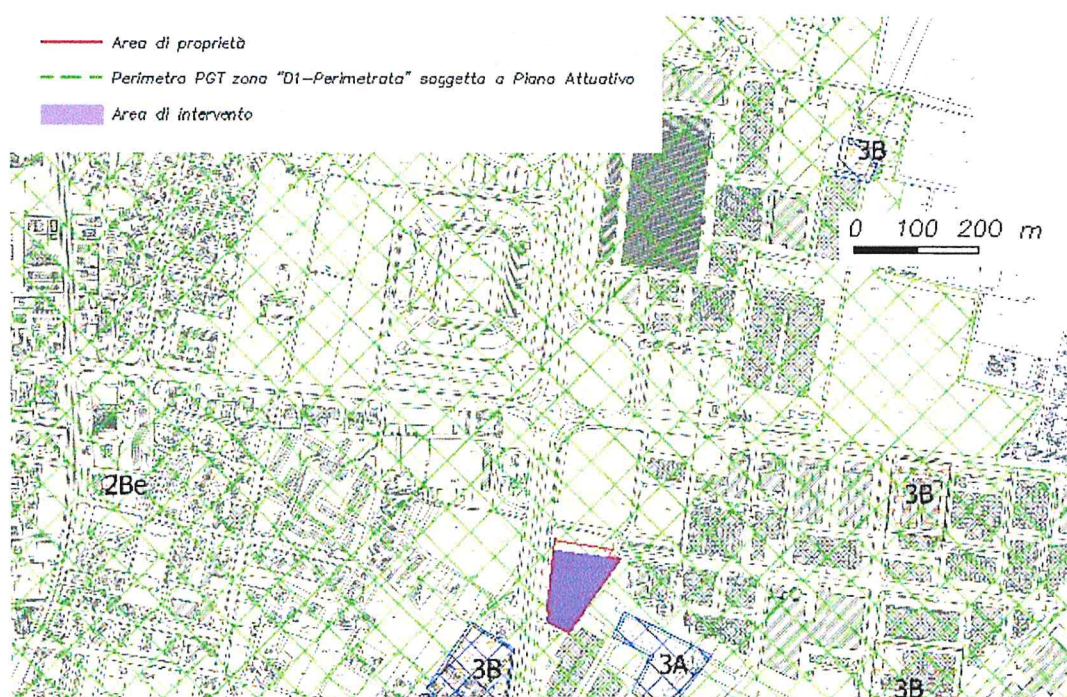 Area di proprietà
Perimetro PGT zona "D1-Perimetrata" soggetta a Piano Attuativo
Area di intervento
3B
0 100 200 m
2Be
3B
3B
3A
3B